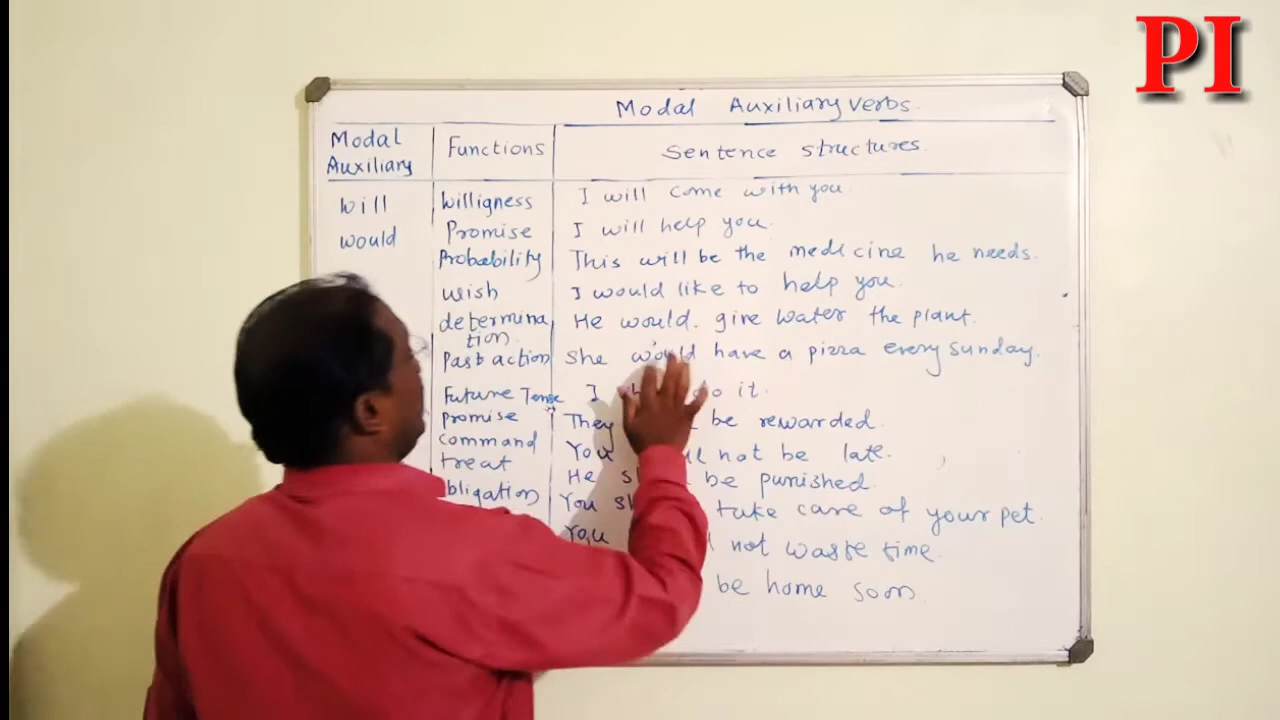 PI
Modal Auxiliary Verbs.
Modal Auxiliary Functions Sentence structures.
will willigness I will come with you.
would Promise I will help you.
Probability This will be the medicine he needs.
wish I would like to help you.
determina He would. give water the plant.
tion.
Past action She would have a pizza every sunday.
Future Tense I do it.
promise They be rewarded.
command You not be late.
treat He be punished.
You take care of your pet.
You not waste time.
be home soon